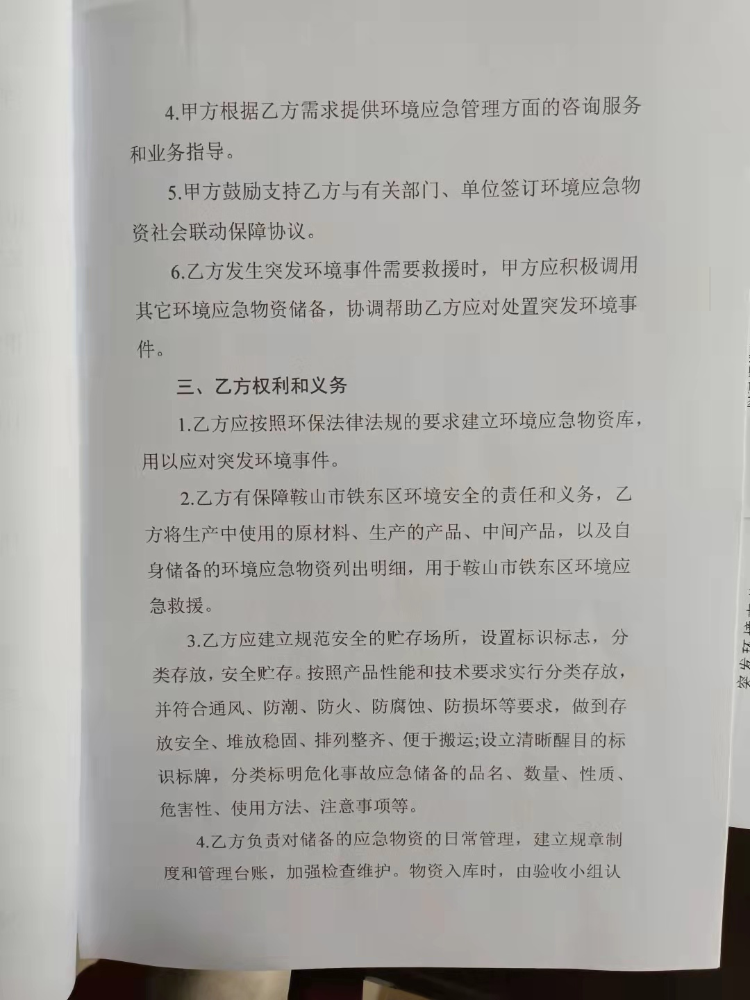 4.甲方根据乙方需求提供环境应急管理方面的咨询服务
和业务指导。
5.甲方鼓励支持乙方与有关部门、单位签订环境应急物
资社会联动保障协议。
6.乙方发生突发环境事件需要救援时，甲方应积极调用
其它环境应急物资储备，协调帮助乙方应对处置突发环境事
件。
三、乙方权利和义务
1.乙方应按照环保法律法规的要求建立环境应急物资库，
用以应对突发环境事件。
2.乙方有保障鞍山市铁东区环境安全的责任和义务，乙
方将生产中使用的原材料、生产的产品、中间产品，以及自
身储备的环境应急物资列出明细，用于鞍山市铁东区环境应
急救援。
3.乙方应建立规范安全的贮存场所，设置标识标志，分
类存放，安全贮存。按照产品性能和技术要求实行分类存放，
并符合通风、防潮、防火、防腐蚀、防损坏等要求，做到存
放安全、堆放稳固、排列整齐、便于搬运;设立清晰醒目的标
识标牌，分类标明危化事故应急储备的品名、数量、性质、
危害性、使用方法、注意事项等。
4.乙方负责对储备的应急物资的日常管理，建立规章制
度和管理台账，加强检查维护。物资入库时，由验收小组认
突发环境